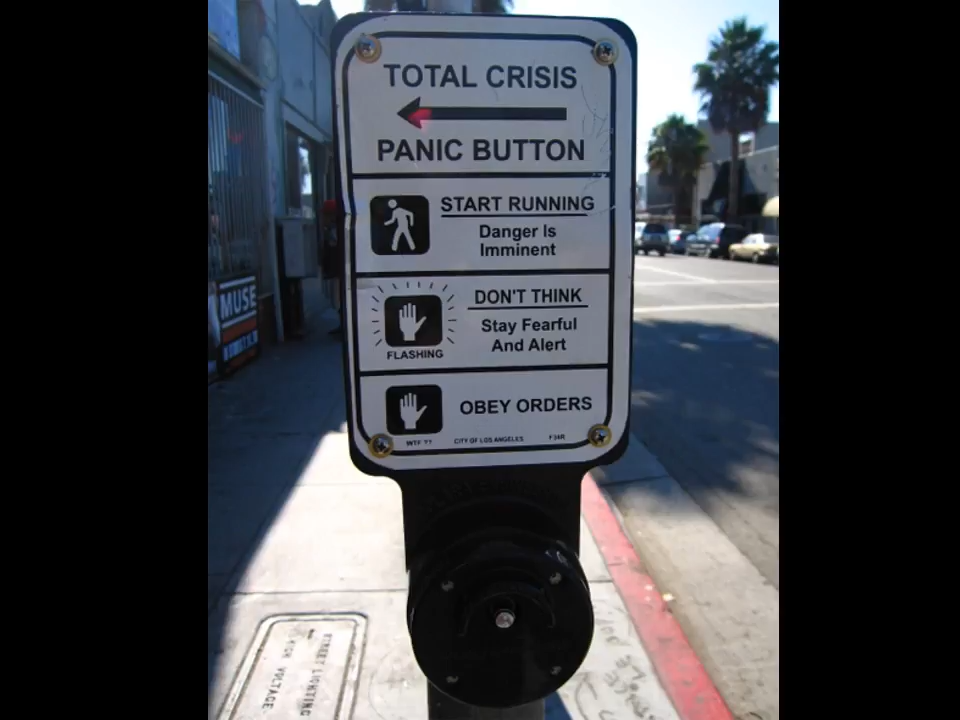 TOTAL CRISIS
PANIC BUTTON
START RUNNING
Danger Is
Imminent
DON'T THINK
Stay Fearful
And Alert
FLASHING
OBEY ORDERS
WTF ?? CITY OF LOS ANGELES
MUSE
STREET LIGHTING
HIGH VOLTAGE